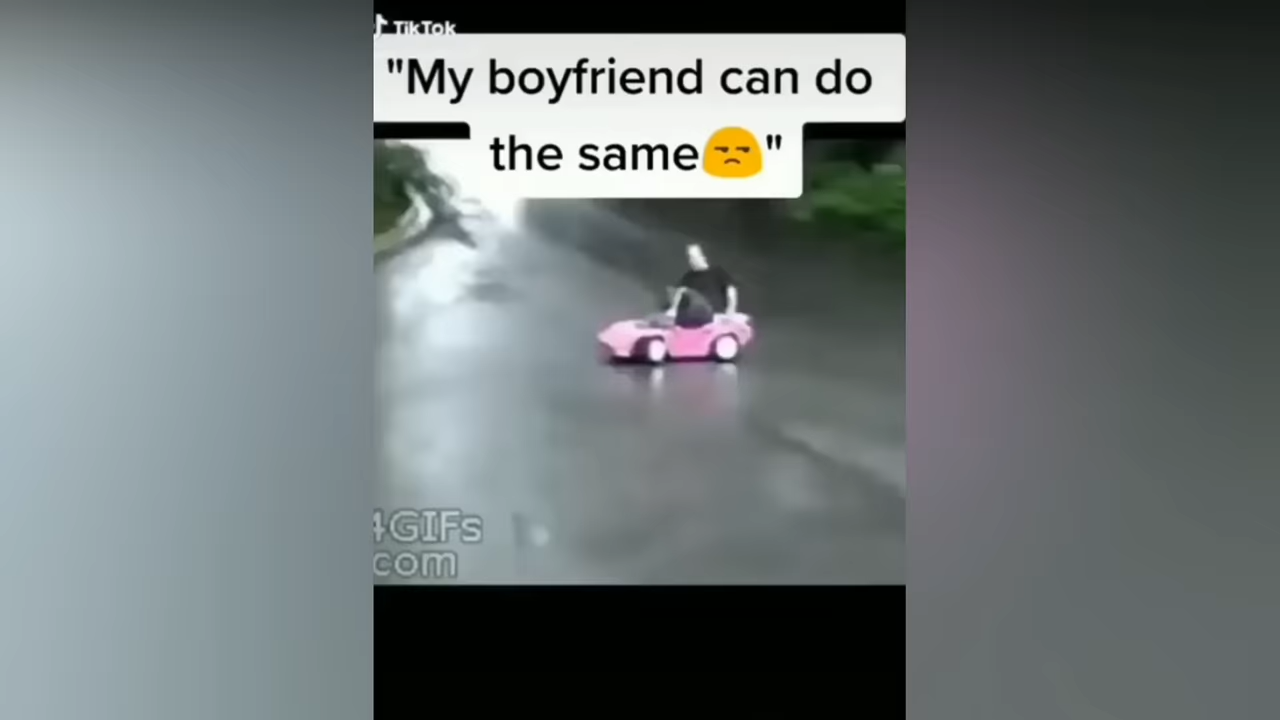 TikTok
"My boyfriend can do
the same😒"
4GIFs
com